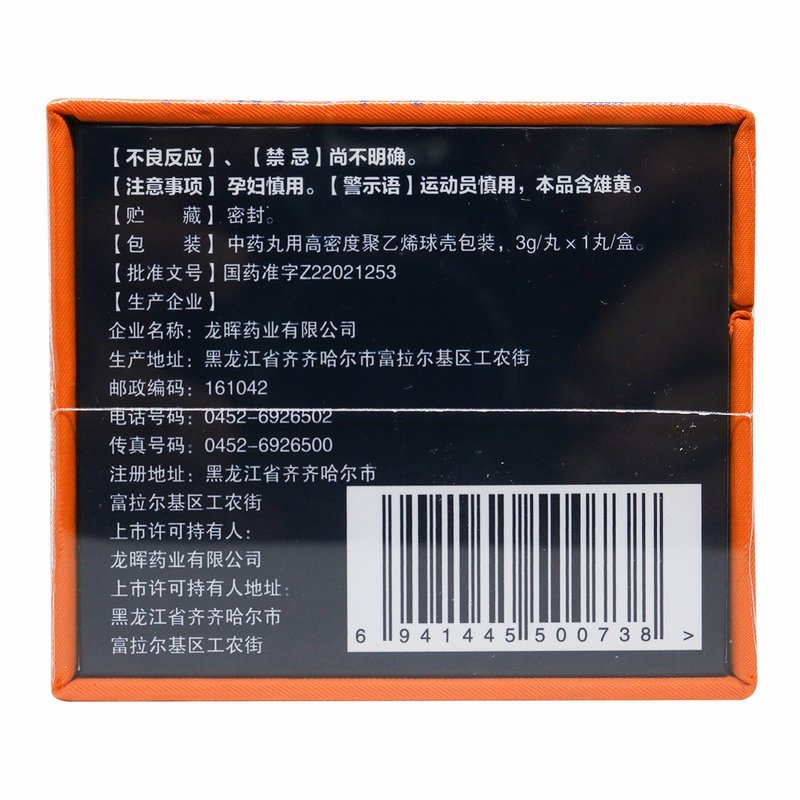 【不良反应】、【禁忌】尚不明确。
【注意事项】孕妇慎用。【警示语】运动员慎用，本品含雄黄。
【贮 藏】密封。
【包 装】中药丸用高密度聚乙烯球壳包装，3g/丸×1丸/盒。
【批准文号】国药准字Z22021253
【生产企业】
企业名称：龙晖药业有限公司
生产地址：黑龙江省齐齐哈尔市富拉尔基区工农街
邮政编码：161042
电话号码：0452-6926502
传真号码：0452-6926500
注册地址：黑龙江省齐齐哈尔市
富拉尔基区工农街
上市许可持有人：
龙晖药业有限公司
上市许可持有人地址：
黑龙江省齐齐哈尔市
富拉尔基区工农街
6 941445 500738 >